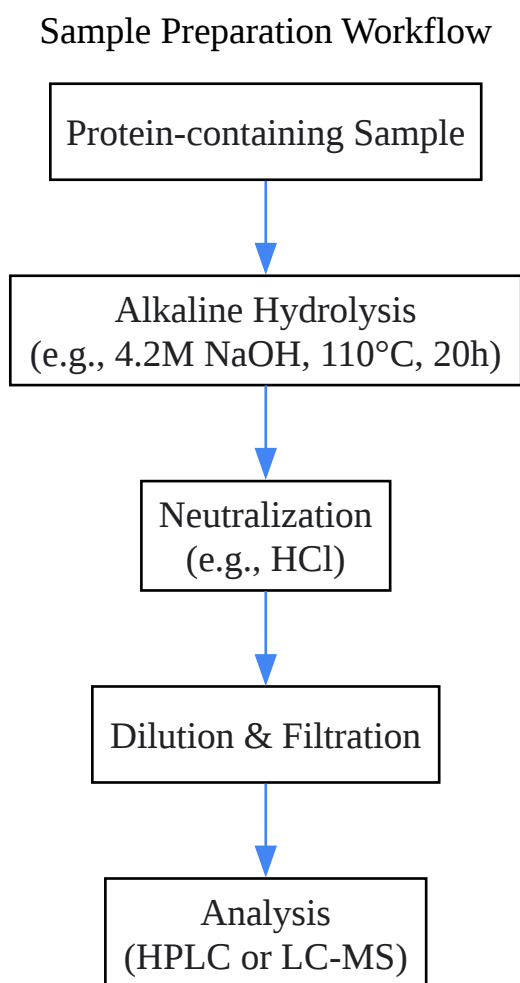 Sample Preparation Workflow
Protein-containing Sample
Alkaline Hydrolysis
(e.g., 4.2M NaOH, 110°C, 20h)
Neutralization
(e.g., HCl)
Dilution & Filtration
Analysis
(HPLC or LC-MS)